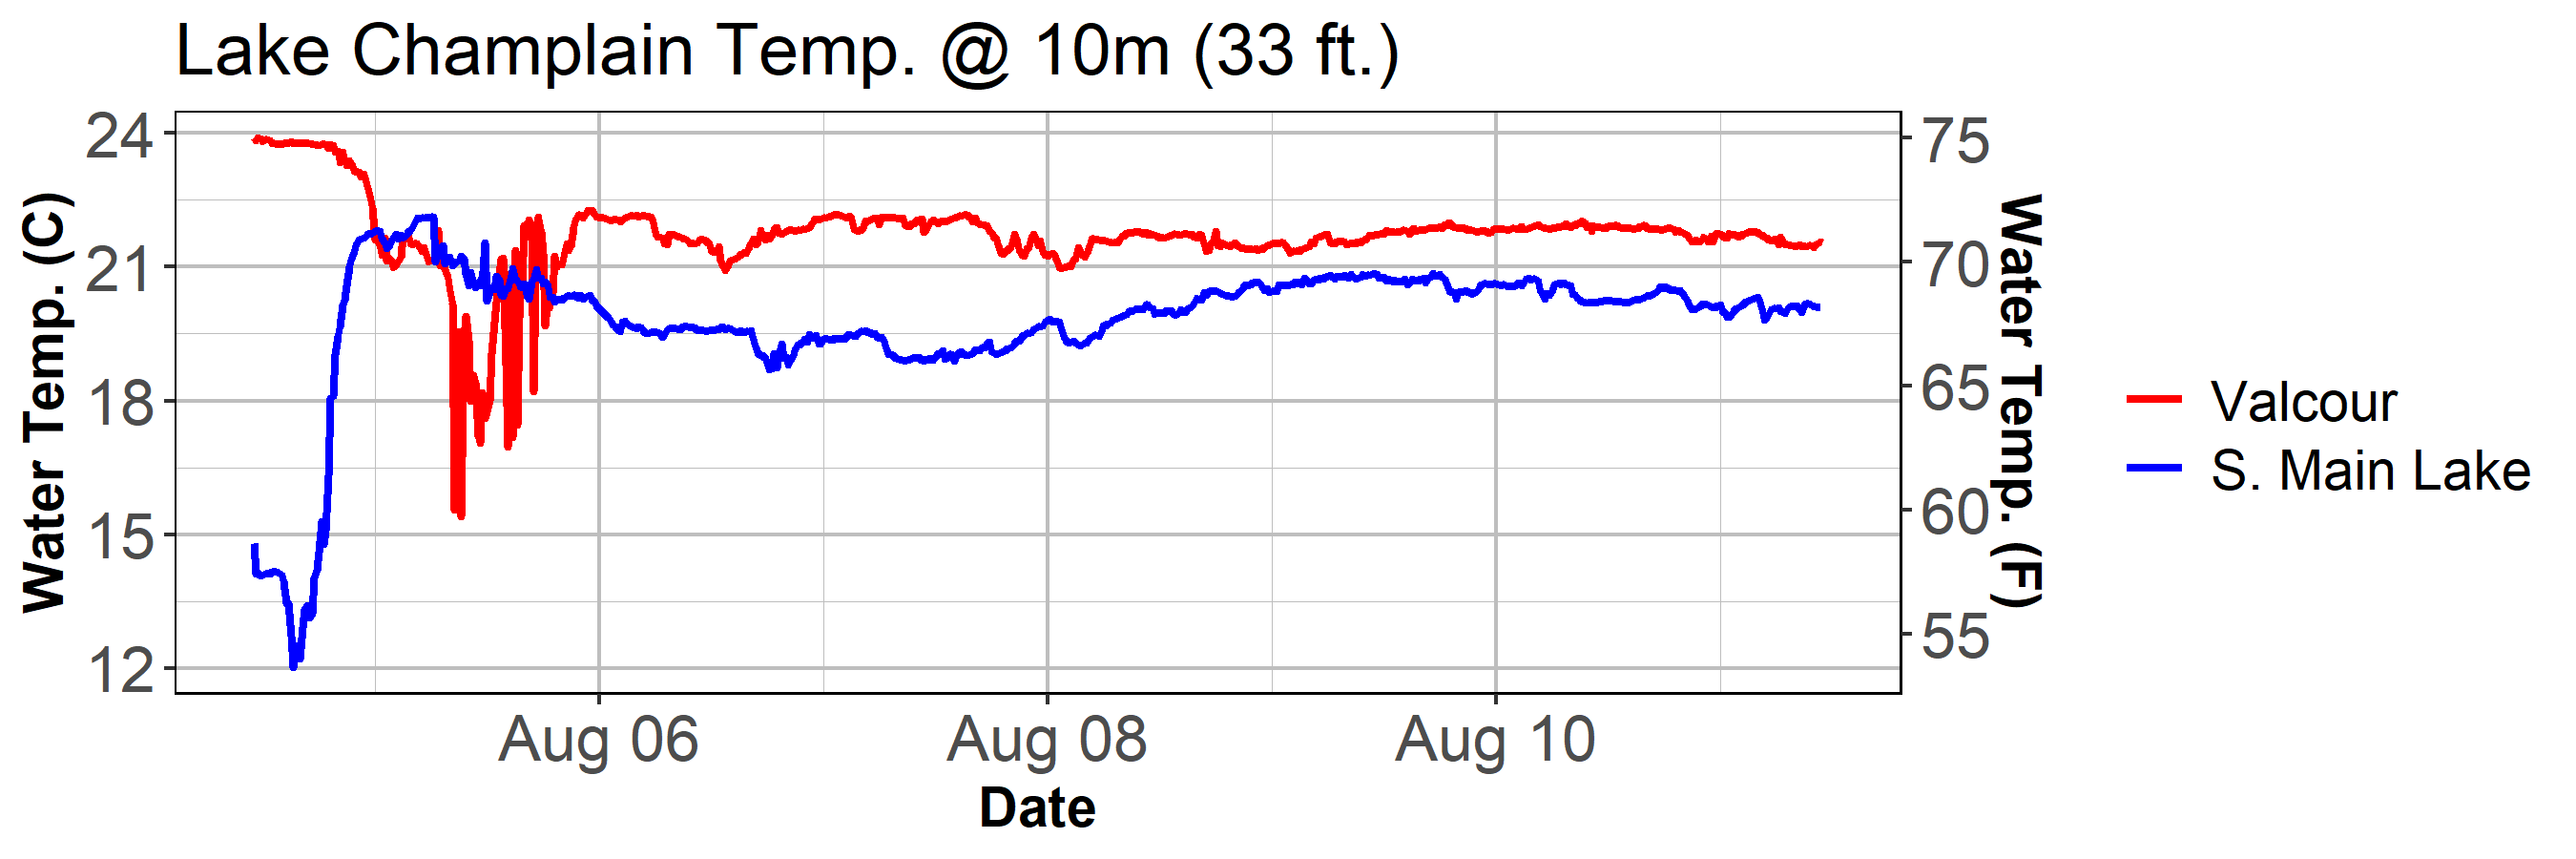 Lake Champlain Temp. @ 10m (33 ft.)
Water Temp. (C)
24
21
18
15
12
75
70
65
60
55
Water Temp. (F)
Aug 06
Aug 08
Aug 10
Date
Valcour
S. Main Lake